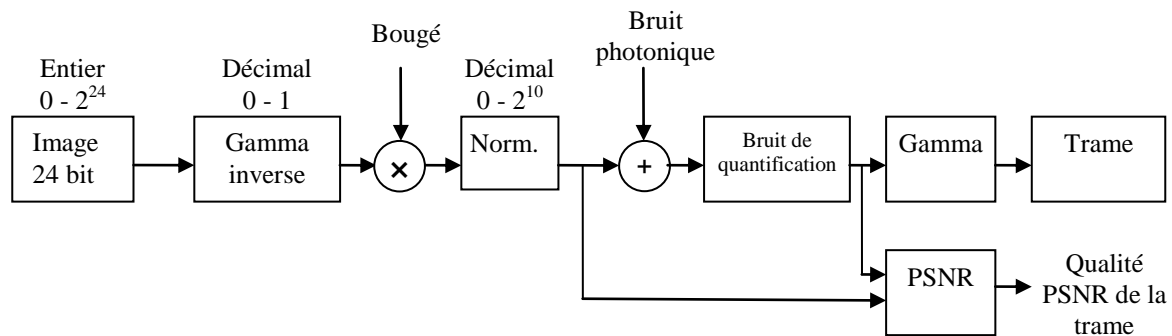 Entier
0 - 2^24
Image
24 bit
Décimal
0 - 1
Gamma
inverse
Bougé
×
Décimal
0 - 2^10
Norm.
Bruit
photonique
+
Bruit de
quantification
Gamma
Trame
PSNR
Qualité
PSNR de la
trame